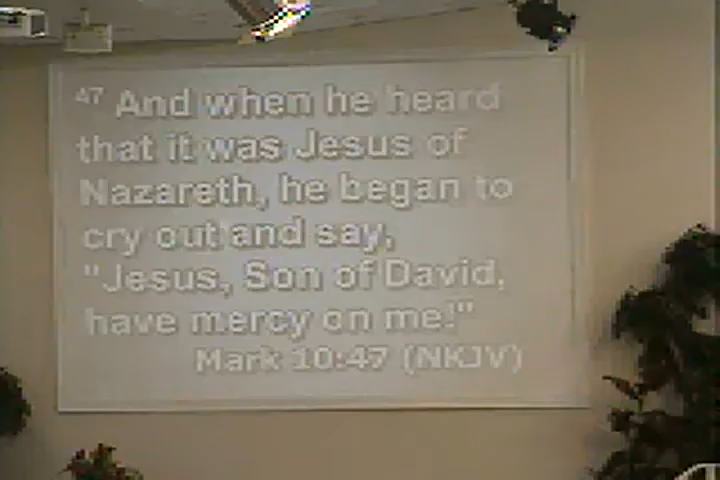 47 And when he heard
that it was Jesus of
Nazareth, he began to
cry out and say,
"Jesus, Son of David,
have mercy on me!"
Mark 10:47 (NKJV)